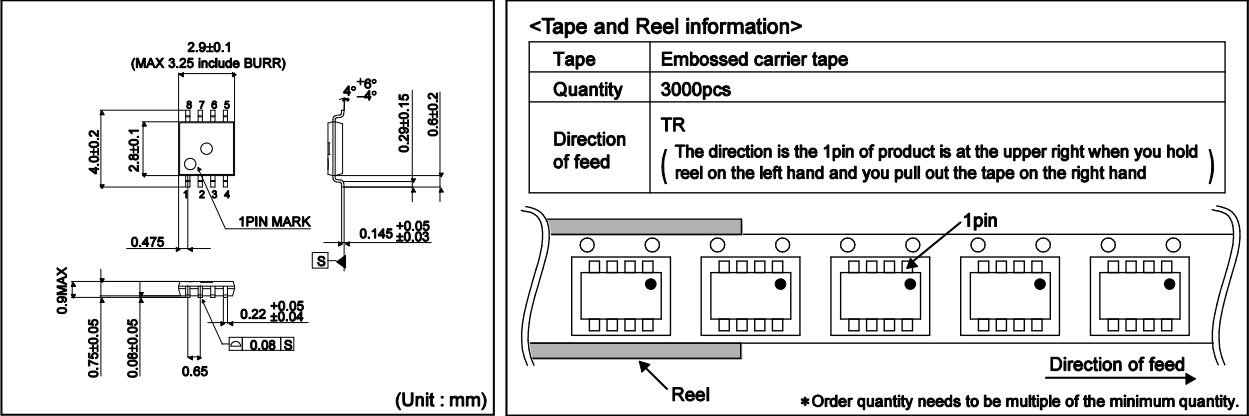 2.9±0.1
(MAX 3.25 include BURR)
8 7 6 5
4.0±0.2
2.8±0.1
1 2 3 4
1PIN MARK
0.475
4° +6° −4°
0.29±0.15
0.6±0.2
0.145 +0.05 ±0.03
S
0.9MAX
0.75±0.05
0.08±0.05
0.22 +0.05 ±0.04
0.08 S
0.65
(Unit : mm)
<Tape and Reel information>
Tape Embossed carrier tape
Quantity 3000pcs
Direction of feed
TR
( The direction is the 1pin of product is at the upper right when you hold
reel on the left hand and you pull out the tape on the right hand )
1pin
Direction of feed
Reel
∗Order quantity needs to be multiple of the minimum quantity.